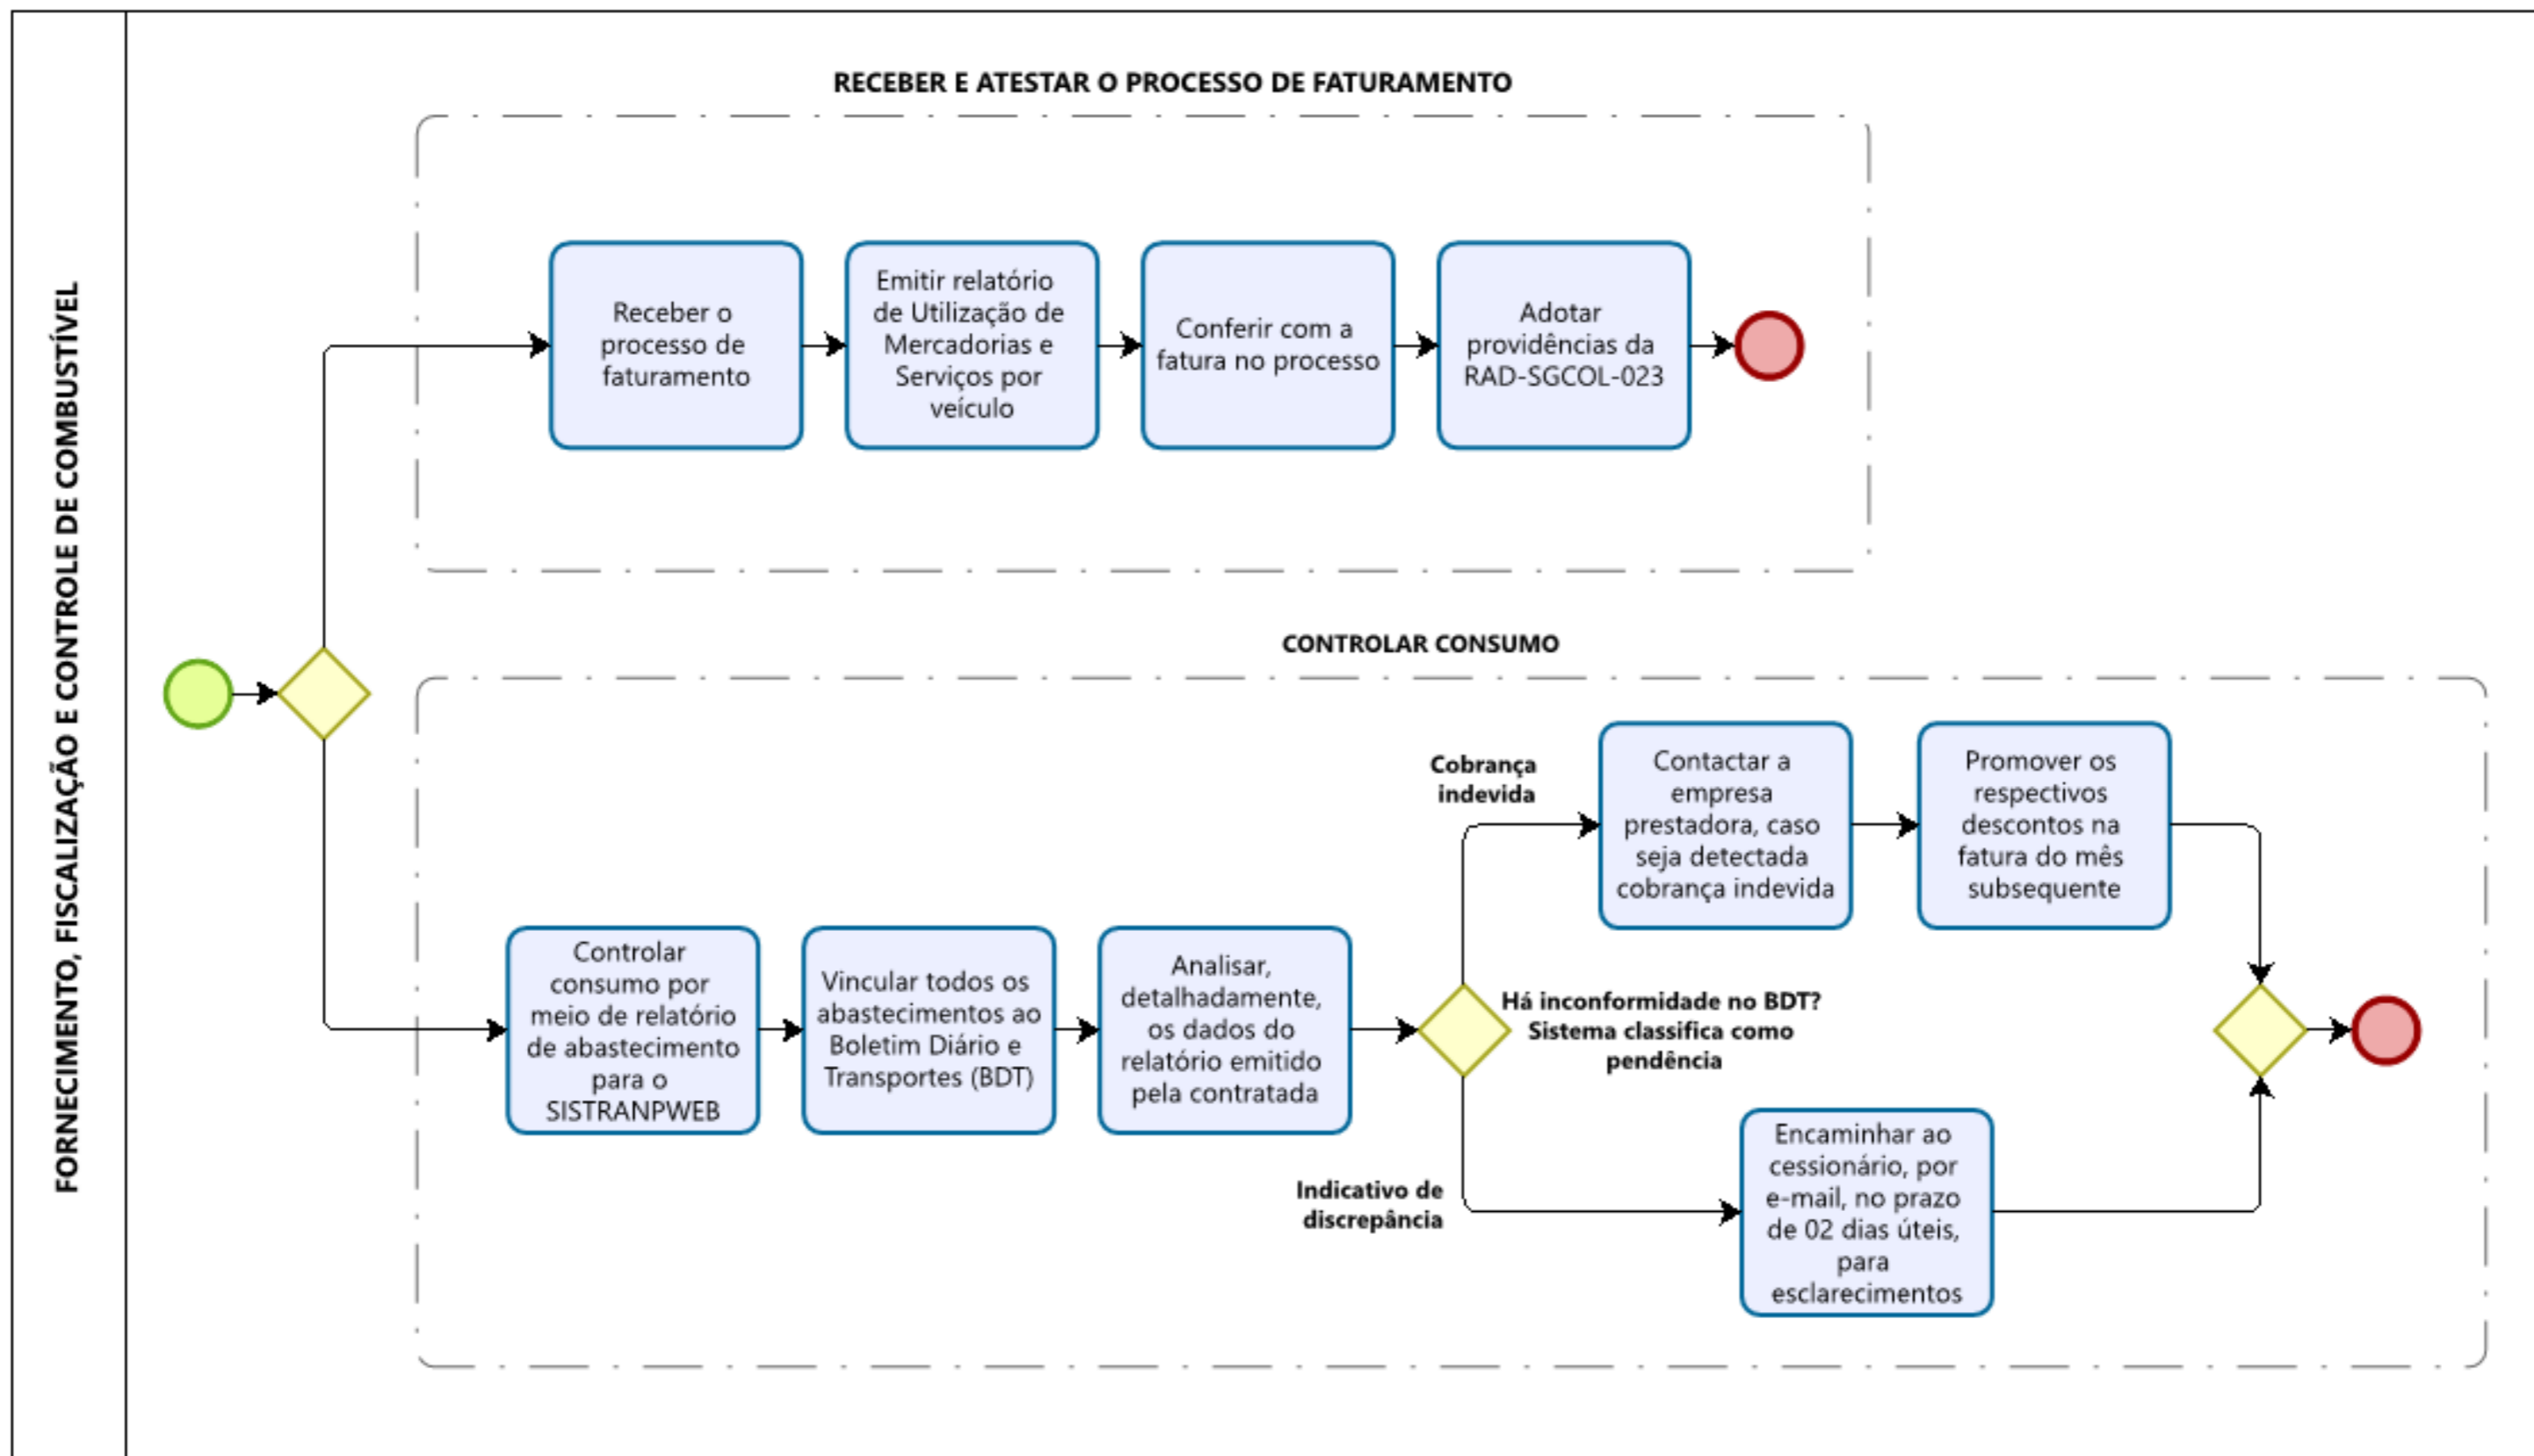 FORNECIMENTO, FISCALIZAÇÃO E CONTROLE DE COMBUSTÍVEL
RECEBER E ATESTAR O PROCESSO DE FATURAMENTO
Receber o
processo de
faturamento
Emitir relatório
de Utilização de
Mercadorias e
Serviços por
veículo
Conferir com a
fatura no processo
Adotar
providências da
RAD-SGCOL-023
CONTROLAR CONSUMO
Controlar
consumo por
meio de relatório
de abastecimento
para o
SISTRANPWEB
Vincular todos os
abastecimentos ao
Boletim Diário e
Transportes (BDT)
Analisar,
detalhadamente,
os dados do
relatório emitido
pela contratada
Há inconformidade no BDT?
Sistema classifica como
pendência
Cobrança
indevida
Contactar a
empresa
prestadora, caso
seja detectada
cobrança indevida
Promover os
respectivos
descontos na
fatura do mês
subsequente
Indicativo de
discrepância
Encaminhar ao
cessionário, por
e-mail, no prazo
de 02 dias úteis,
para
esclarecimentos